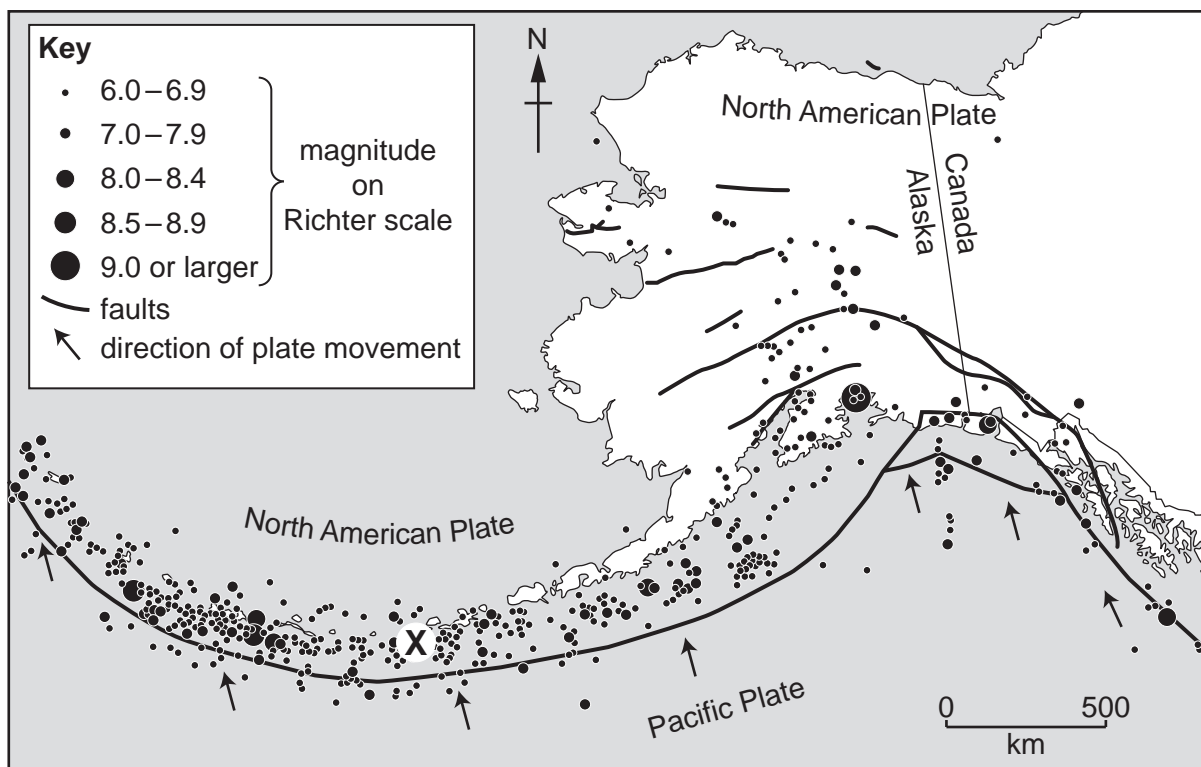 Key
6.0 – 6.9
7.0 – 7.9
8.0 – 8.4
8.5 – 8.9
9.0 or larger
magnitude
on
Richter scale
faults
direction of plate movement
N
North American Plate
Canada
Alaska
North American Plate
X
Pacific Plate
0 500
km